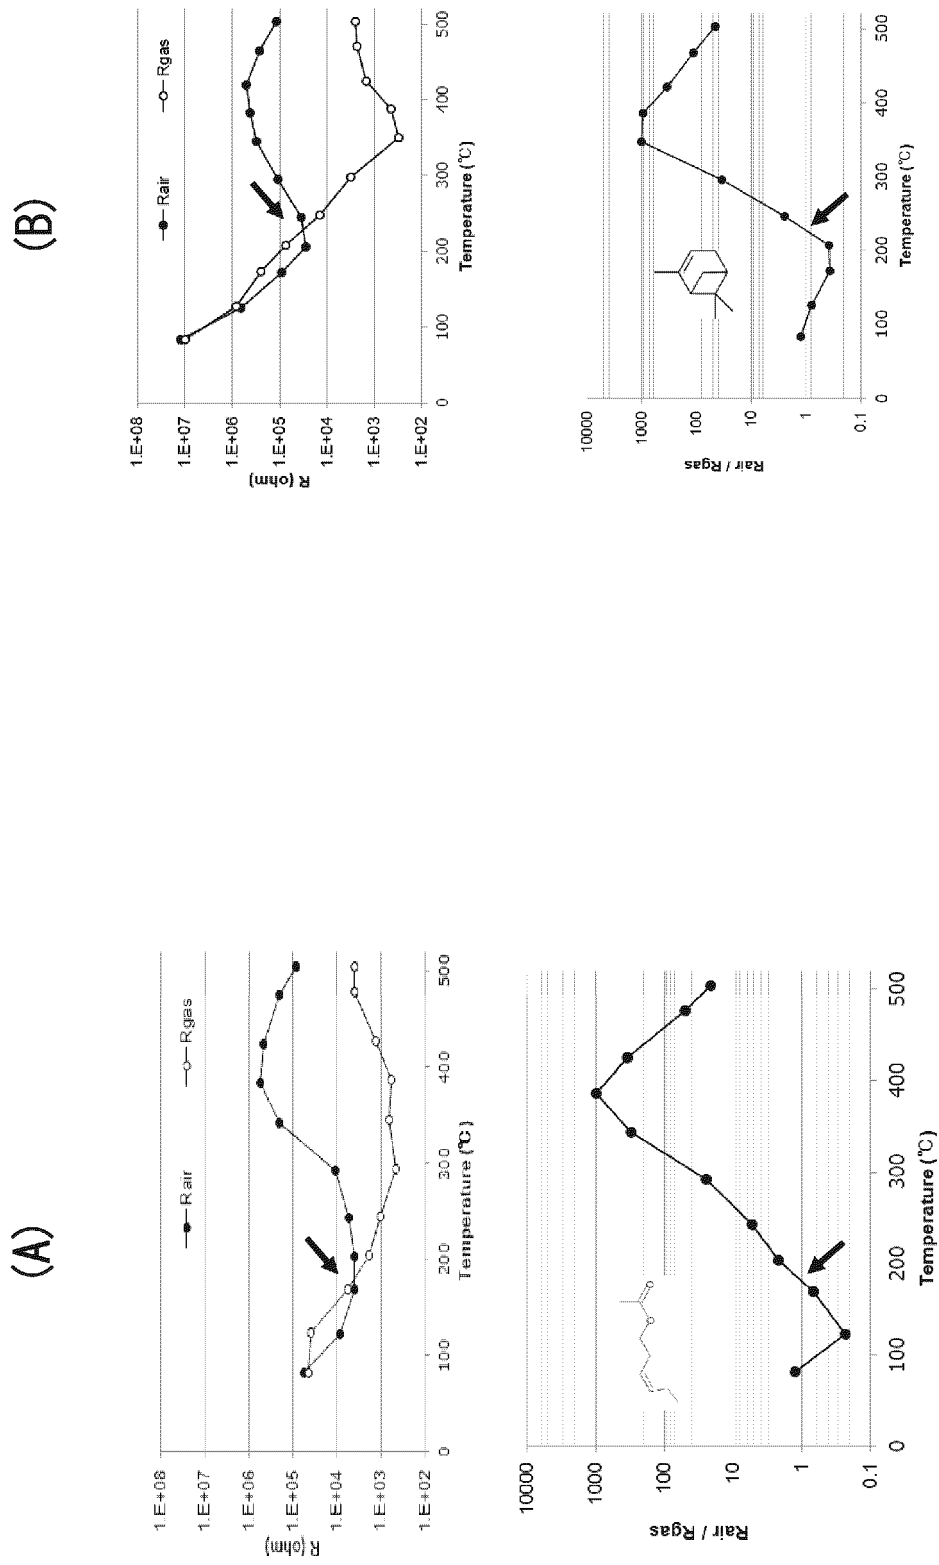 (A)
Rair
Rgas
1.E+08
1.E+07
1.E+06
1.E+05
1.E+04
1.E+03
1.E+02
R (ohm)
0
100
200
300
400
500
Temperature (℃)
10000
1000
100
10
1
0.1
Rair / Rgas
O
O
0
100
200
300
400
500
Temperature (℃)
(B)
Rair
Rgas
1.E+08
1.E+07
1.E+06
1.E+05
1.E+04
1.E+03
1.E+02
R (ohm)
0
100
200
300
400
500
Temperature (℃)
10000
1000
100
10
1
0.1
Rair / Rgas
0
100
200
300
400
500
Temperature (℃)